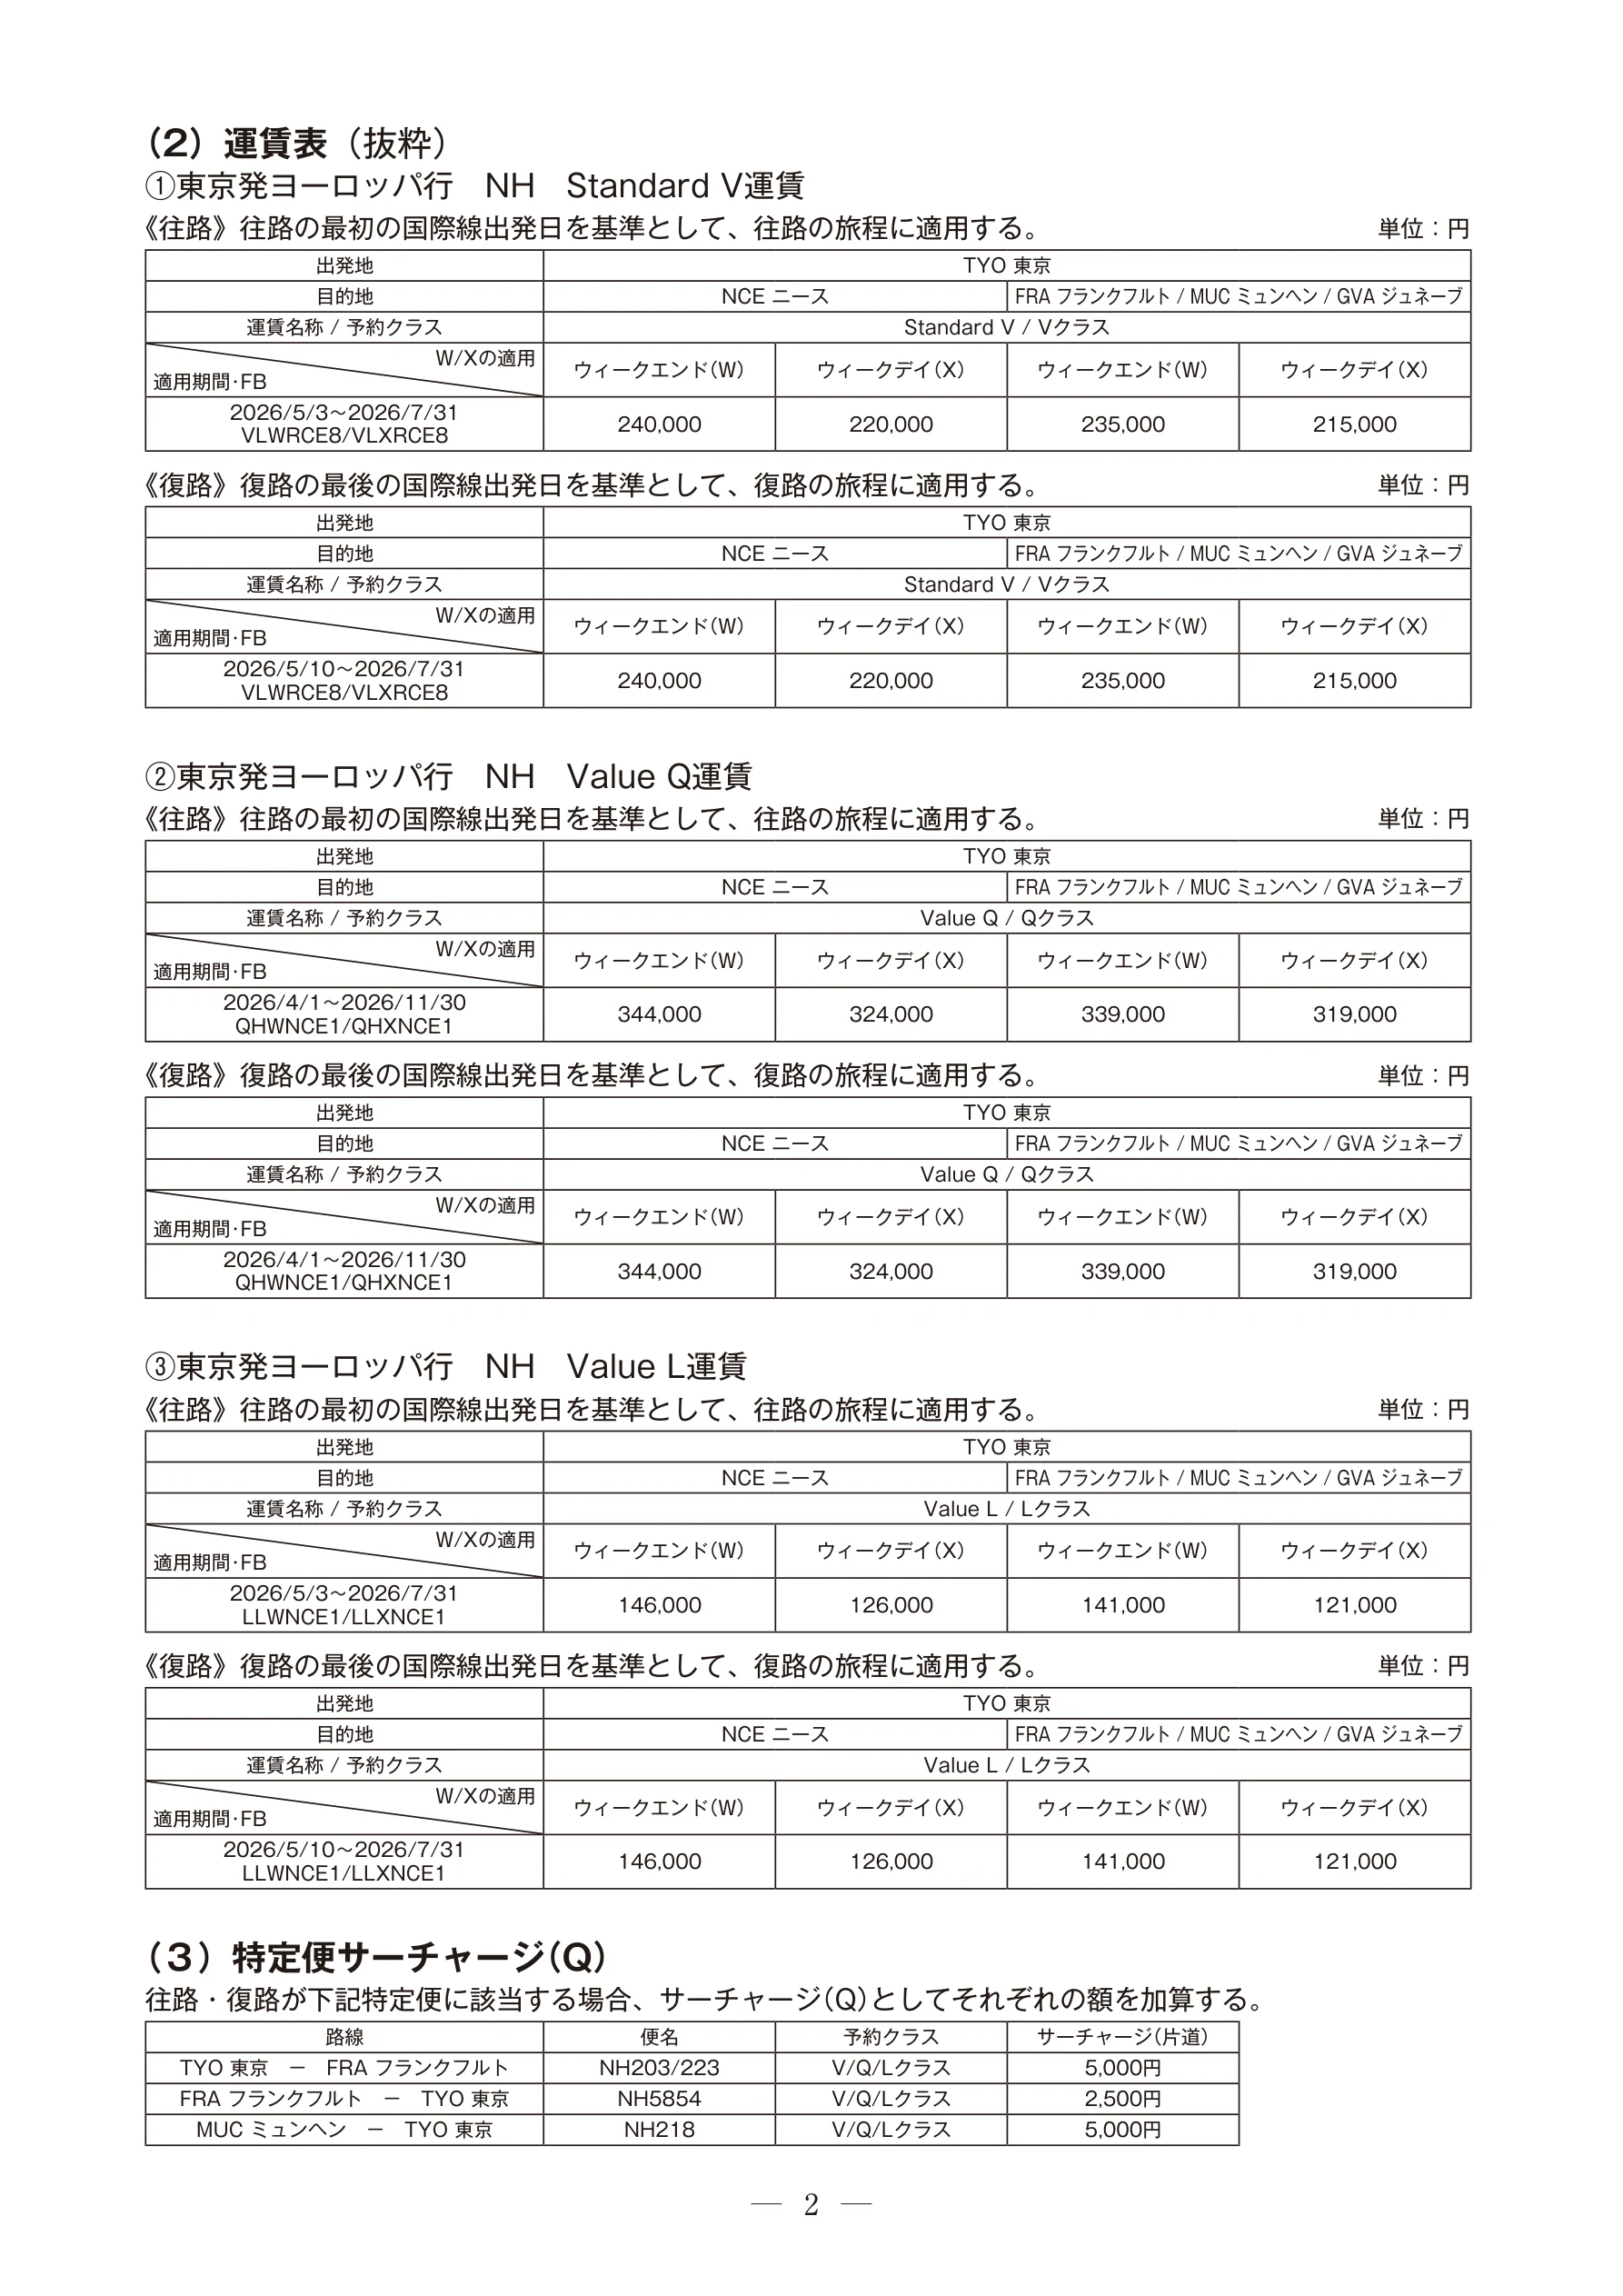 （2）運賃表（抜粋）
①東京発ヨーロッパ行　NH　Standard V運賃
《往路》往路の最初の国際線出発日を基準として、往路の旅程に適用する。 単位：円
出発地 TYO 東京
目的地 NCE ニース FRA フランクフルト / MUC ミュンヘン / GVA ジュネーブ
運賃名称 / 予約クラス Standard V / Vクラス
W/Xの適用
適用期間・FB ウィークエンド（W） ウィークデイ（X） ウィークエンド（W） ウィークデイ（X）
2026/5/3～2026/7/31
VLWRCE8/VLXRCE8 240,000 220,000 235,000 215,000
《復路》復路の最後の国際線出発日を基準として、復路の旅程に適用する。 単位：円
出発地 TYO 東京
目的地 NCE ニース FRA フランクフルト / MUC ミュンヘン / GVA ジュネーブ
運賃名称 / 予約クラス Standard V / Vクラス
W/Xの適用
適用期間・FB ウィークエンド（W） ウィークデイ（X） ウィークエンド（W） ウィークデイ（X）
2026/5/10～2026/7/31
VLWRCE8/VLXRCE8 240,000 220,000 235,000 215,000
②東京発ヨーロッパ行　NH　Value Q運賃
《往路》往路の最初の国際線出発日を基準として、往路の旅程に適用する。 単位：円
出発地 TYO 東京
目的地 NCE ニース FRA フランクフルト / MUC ミュンヘン / GVA ジュネーブ
運賃名称 / 予約クラス Value Q / Qクラス
W/Xの適用
適用期間・FB ウィークエンド（W） ウィークデイ（X） ウィークエンド（W） ウィークデイ（X）
2026/4/1～2026/11/30
QHWNCE1/QHXNCE1 344,000 324,000 339,000 319,000
《復路》復路の最後の国際線出発日を基準として、復路の旅程に適用する。 単位：円
出発地 TYO 東京
目的地 NCE ニース FRA フランクフルト / MUC ミュンヘン / GVA ジュネーブ
運賃名称 / 予約クラス Value Q / Qクラス
W/Xの適用
適用期間・FB ウィークエンド（W） ウィークデイ（X） ウィークエンド（W） ウィークデイ（X）
2026/4/1～2026/11/30
QHWNCE1/QHXNCE1 344,000 324,000 339,000 319,000
③東京発ヨーロッパ行　NH　Value L運賃
《往路》往路の最初の国際線出発日を基準として、往路の旅程に適用する。 単位：円
出発地 TYO 東京
目的地 NCE ニース FRA フランクフルト / MUC ミュンヘン / GVA ジュネーブ
運賃名称 / 予約クラス Value L / Lクラス
W/Xの適用
適用期間・FB ウィークエンド（W） ウィークデイ（X） ウィークエンド（W） ウィークデイ（X）
2026/5/3～2026/7/31
LLWNCE1/LLXNCE1 146,000 126,000 141,000 121,000
《復路》復路の最後の国際線出発日を基準として、復路の旅程に適用する。 単位：円
出発地 TYO 東京
目的地 NCE ニース FRA フランクフルト / MUC ミュンヘン / GVA ジュネーブ
運賃名称 / 予約クラス Value L / Lクラス
W/Xの適用
適用期間・FB ウィークエンド（W） ウィークデイ（X） ウィークエンド（W） ウィークデイ（X）
2026/5/10～2026/7/31
LLWNCE1/LLXNCE1 146,000 126,000 141,000 121,000
（3）特定便サーチャージ（Q）
往路・復路が下記特定便に該当する場合、サーチャージ（Q）としてそれぞれの額を加算する。
路線 便名 予約クラス サーチャージ（片道）
TYO 東京　－　FRA フランクフルト NH203/223 V/Q/Lクラス 5,000円
FRA フランクフルト　－　TYO 東京 NH5854 V/Q/Lクラス 2,500円
MUC ミュンヘン　－　TYO 東京 NH218 V/Q/Lクラス 5,000円
― 2 ―